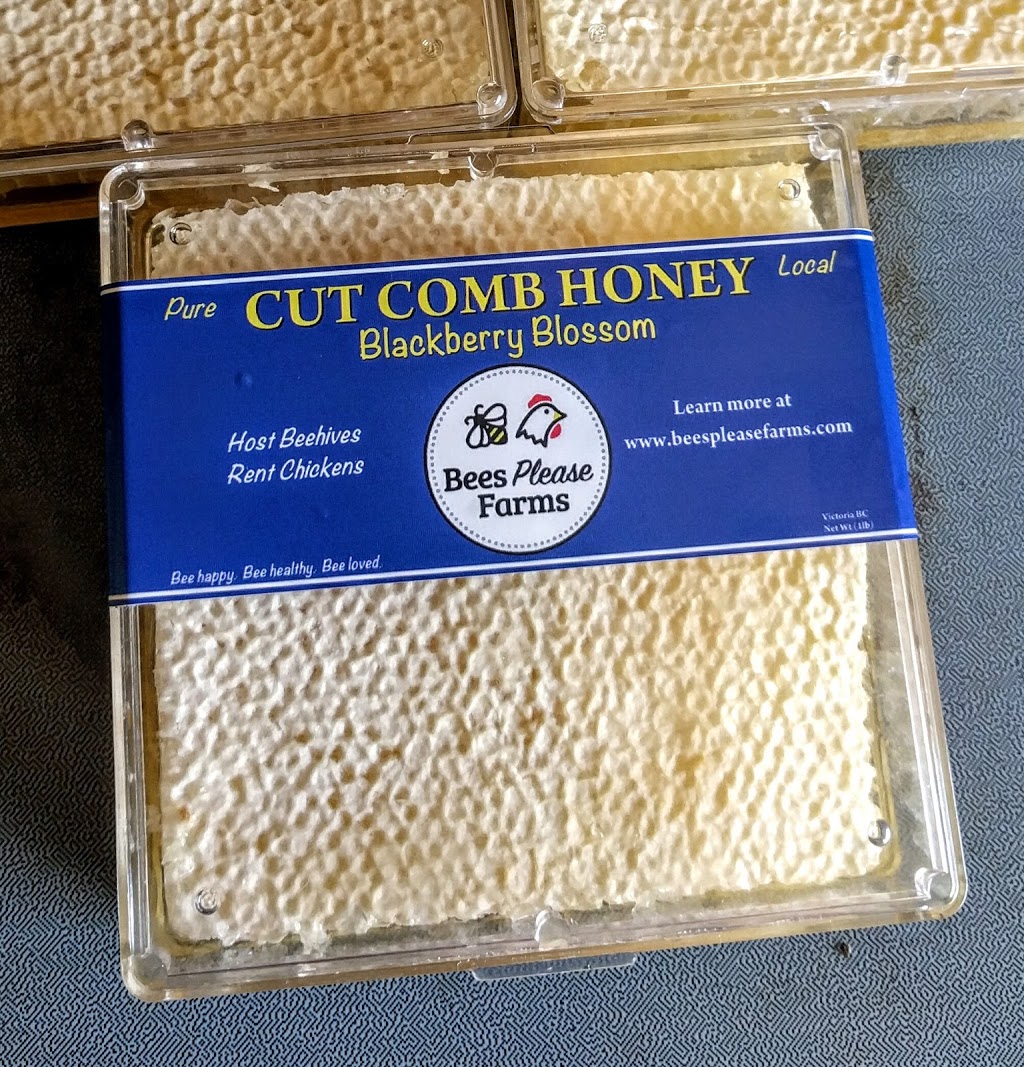 Pure CUT COMB HONEY Local
Blackberry Blossom
Host Beehives
Rent Chickens
Bees Please
Farms
Learn more at
www.beespleasefarms.com
Victoria BC
Net Wt (1lb)
Bee happy. Bee healthy. Bee loved.